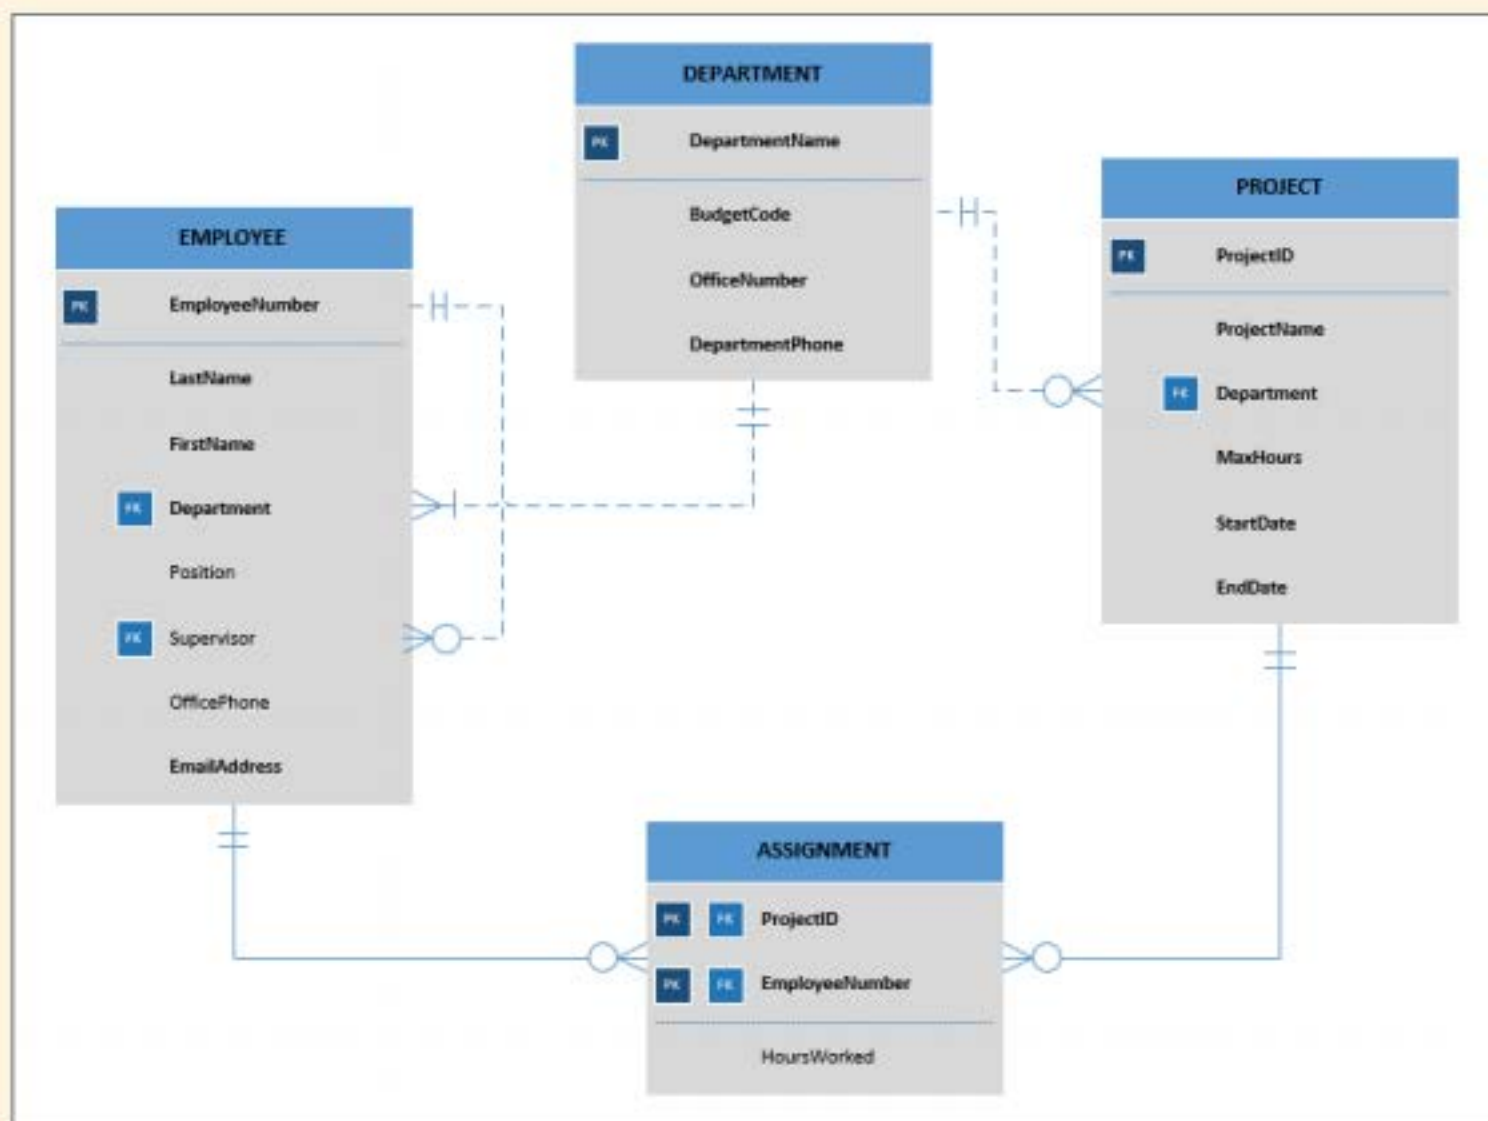 DEPARTMENT
PK DepartmentName
BudgetCode
OfficeNumber
DepartmentPhone
PROJECT
PK ProjectID
ProjectName
FK Department
MaxHours
StartDate
EndDate
EMPLOYEE
PK EmployeeNumber
LastName
FirstName
FK Department
Position
FK Supervisor
OfficePhone
EmailAddress
ASSIGNMENT
PK FK ProjectID
PK FK EmployeeNumber
HoursWorked